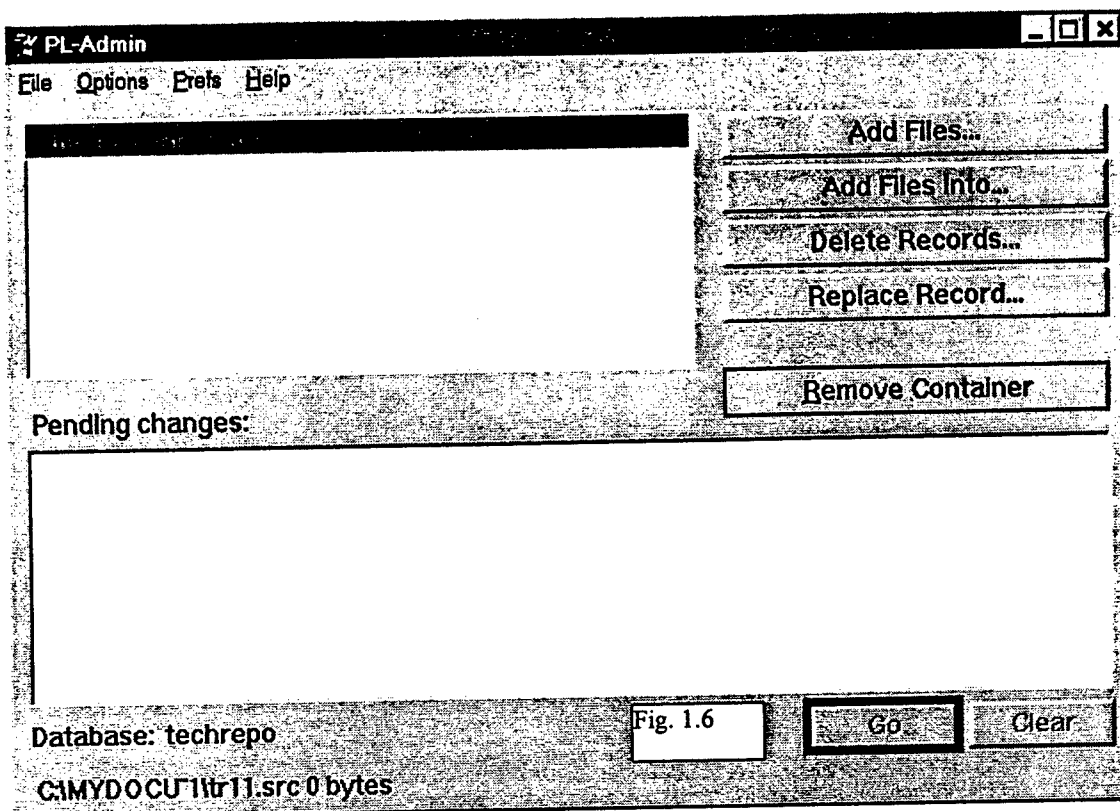 PL-Admin
File Options Prefs Help
Add Files...
Add Files Into...
Delete Records...
Replace Record...
Remove Container
Pending changes:
Database: techrepo
Fig. 1.6
Go
Clear
C:\MYDOCU~1\tr11.src 0 bytes